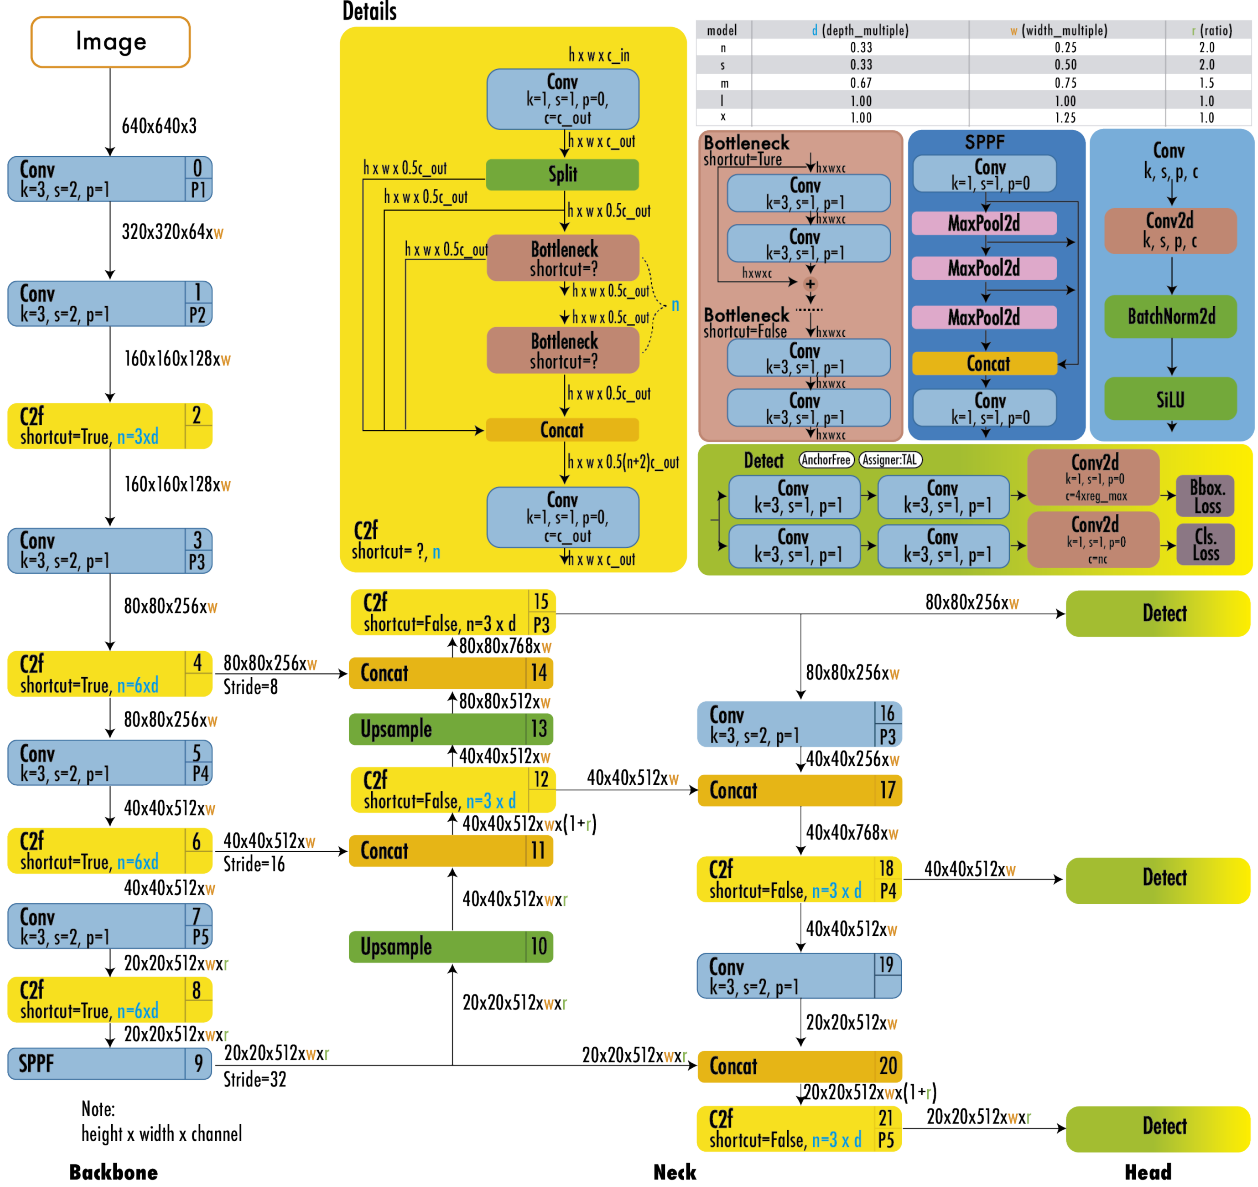 Details
Image
640x640x3
Conv
k=3, s=2, p=1
0
P1
320x320x64xw
Conv
k=3, s=2, p=1
1
P2
160x160x128xw
C2f
shortcut=True, n=3xd
2
160x160x128xw
Conv
k=3, s=2, p=1
3
P3
80x80x256xw
C2f
shortcut=True, n=6xd
4
80x80x256xw
Stride=8
80x80x256xw
Conv
k=3, s=2, p=1
5
P4
40x40x512xw
C2f
shortcut=True, n=6xd
6
40x40x512xw
Stride=16
40x40x512xw
Conv
k=3, s=2, p=1
7
P5
20x20x512xwxr
C2f
shortcut=True, n=6xd
8
20x20x512xwxr
SPPF
9
20x20x512xwxr
Stride=32
Note:
height x width x channel
Backbone
h x w x c_in
Conv
k=1, s=1, p=0,
c=c_out
h x w x c_out
Split
h x w x 0.5c_out
h x w x 0.5c_out
h x w x 0.5c_out
h x w x 0.5c_out
Bottleneck
shortcut=?
h x w x 0.5c_out
n
h x w x 0.5c_out
Bottleneck
shortcut=?
h x w x 0.5c_out
Concat
h x w x 0.5(n+2)c_out
Conv
k=1, s=1, p=0,
c=c_out
h x w x c_out
C2f
shortcut= ?, n
model d (depth_multiple) w (width_multiple) r (ratio)
n 0.33 0.25 2.0
s 0.33 0.50 2.0
m 0.67 0.75 1.5
l 1.00 1.00 1.0
x 1.00 1.25 1.0
Bottleneck
shortcut=Ture
hxwxc
Conv
k=3, s=1, p=1
hxwxc
Conv
k=3, s=1, p=1
hxwxc
+
Bottleneck
shortcut=False
hxwxc
Conv
k=3, s=1, p=1
hxwxc
Conv
k=3, s=1, p=1
hxwxc
SPPF
Conv
k=1, s=1, p=0
MaxPool2d
MaxPool2d
MaxPool2d
Concat
Conv
k=1, s=1, p=0
Conv
k, s, p, c
Conv2d
k, s, p, c
BatchNorm2d
SiLU
Detect
AnchorFree
Assigner:TAL
Conv
k=3, s=1, p=1
Conv
k=3, s=1, p=1
Conv2d
k=1, s=1, p=0
c=4xreg_max
Bbox.
Loss
Conv
k=3, s=1, p=1
Conv
k=3, s=1, p=1
Conv2d
k=1, s=1, p=0
c=nc
Cls.
Loss
C2f
shortcut=False, n=3 x d
15
P3
80x80x768xw
Concat
14
80x80x512xw
Upsample
13
40x40x512xw
C2f
shortcut=False, n=3 x d
12
40x40x512xwx(1+r)
Concat
11
40x40x512xwxr
Upsample
10
20x20x512xwxr
80x80x256xw
Detect
80x80x256xw
Conv
k=3, s=2, p=1
16
P3
40x40x256xw
40x40x512xw
Concat
17
40x40x768xw
C2f
shortcut=False, n=3 x d
18
P4
40x40x512xw
Detect
40x40x512xw
Conv
k=3, s=2, p=1
19
20x20x512xw
20x20x512xwxr
Concat
20
20x20x512xwx(1+r)
C2f
shortcut=False, n=3 x d
21
P5
20x20x512xwxr
Detect
Neck
Head